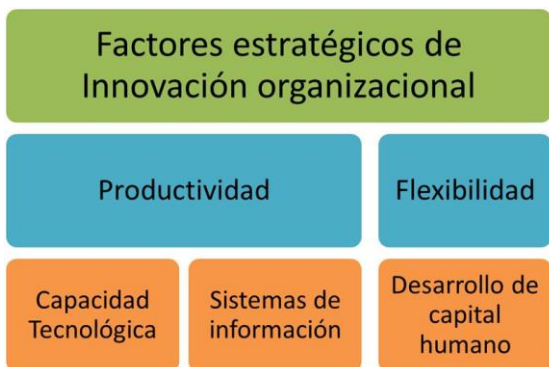 Factores estratégicos de
Innovación organizacional
Productividad
Flexibilidad
Capacidad
Tecnológica
Sistemas de
información
Desarrollo de
capital
humano